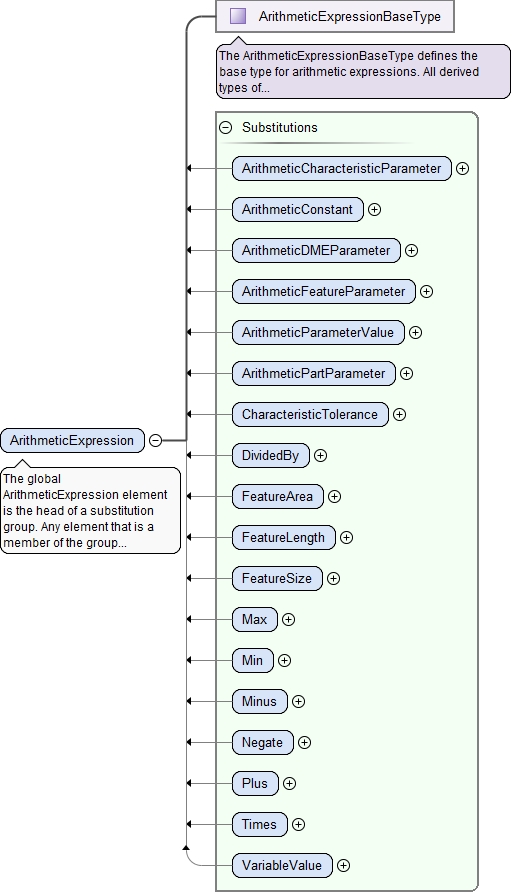 ArithmeticExpressionBaseType
The ArithmeticExpressionBaseType defines the
base type for arithmetic expressions. All derived
types of...
Substitutions
ArithmeticCharacteristicParameter
ArithmeticConstant
ArithmeticDMEParameter
ArithmeticFeatureParameter
ArithmeticParameterValue
ArithmeticPartParameter
CharacteristicTolerance
ArithmeticExpression
The global
ArithmeticExpression element
is the head of a substitution
group. Any element that is a
member of the group...
DividedBy
FeatureArea
FeatureLength
FeatureSize
Max
Min
Minus
Negate
Plus
Times
VariableValue